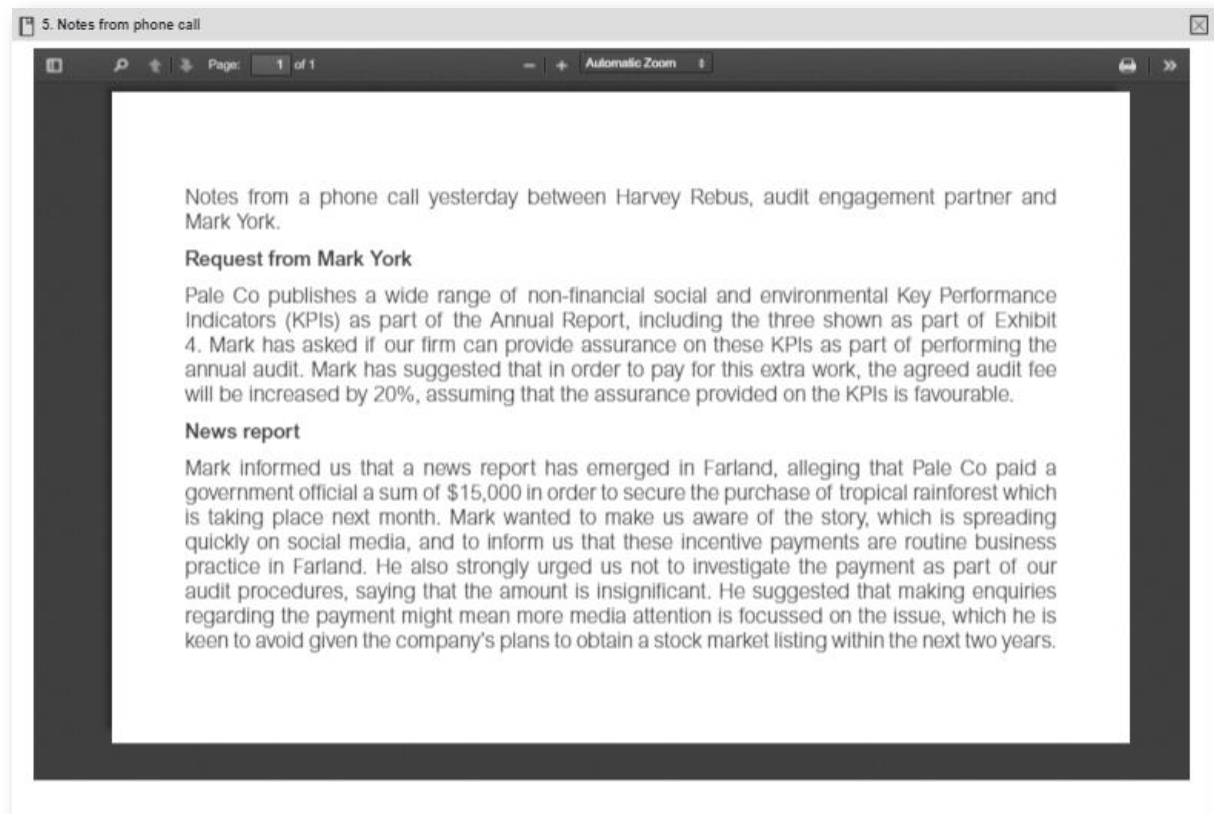 5. Notes from phone call
Page: 1 of 1 Automatic Zoom
Notes from a phone call yesterday between Harvey Rebus, audit engagement partner and
Mark York.
Request from Mark York
Pale Co publishes a wide range of non-financial social and environmental Key Performance
Indicators (KPIs) as part of the Annual Report, including the three shown as part of Exhibit
4. Mark has asked if our firm can provide assurance on these KPIs as part of performing the
annual audit. Mark has suggested that in order to pay for this extra work, the agreed audit fee
will be increased by 20%, assuming that the assurance provided on the KPIs is favourable.
News report
Mark informed us that a news report has emerged in Farland, alleging that Pale Co paid a
government official a sum of $15,000 in order to secure the purchase of tropical rainforest which
is taking place next month. Mark wanted to make us aware of the story, which is spreading
quickly on social media, and to inform us that these incentive payments are routine business
practice in Farland. He also strongly urged us not to investigate the payment as part of our
audit procedures, saying that the amount is insignificant. He suggested that making enquiries
regarding the payment might mean more media attention is focussed on the issue, which he is
keen to avoid given the company's plans to obtain a stock market listing within the next two years.